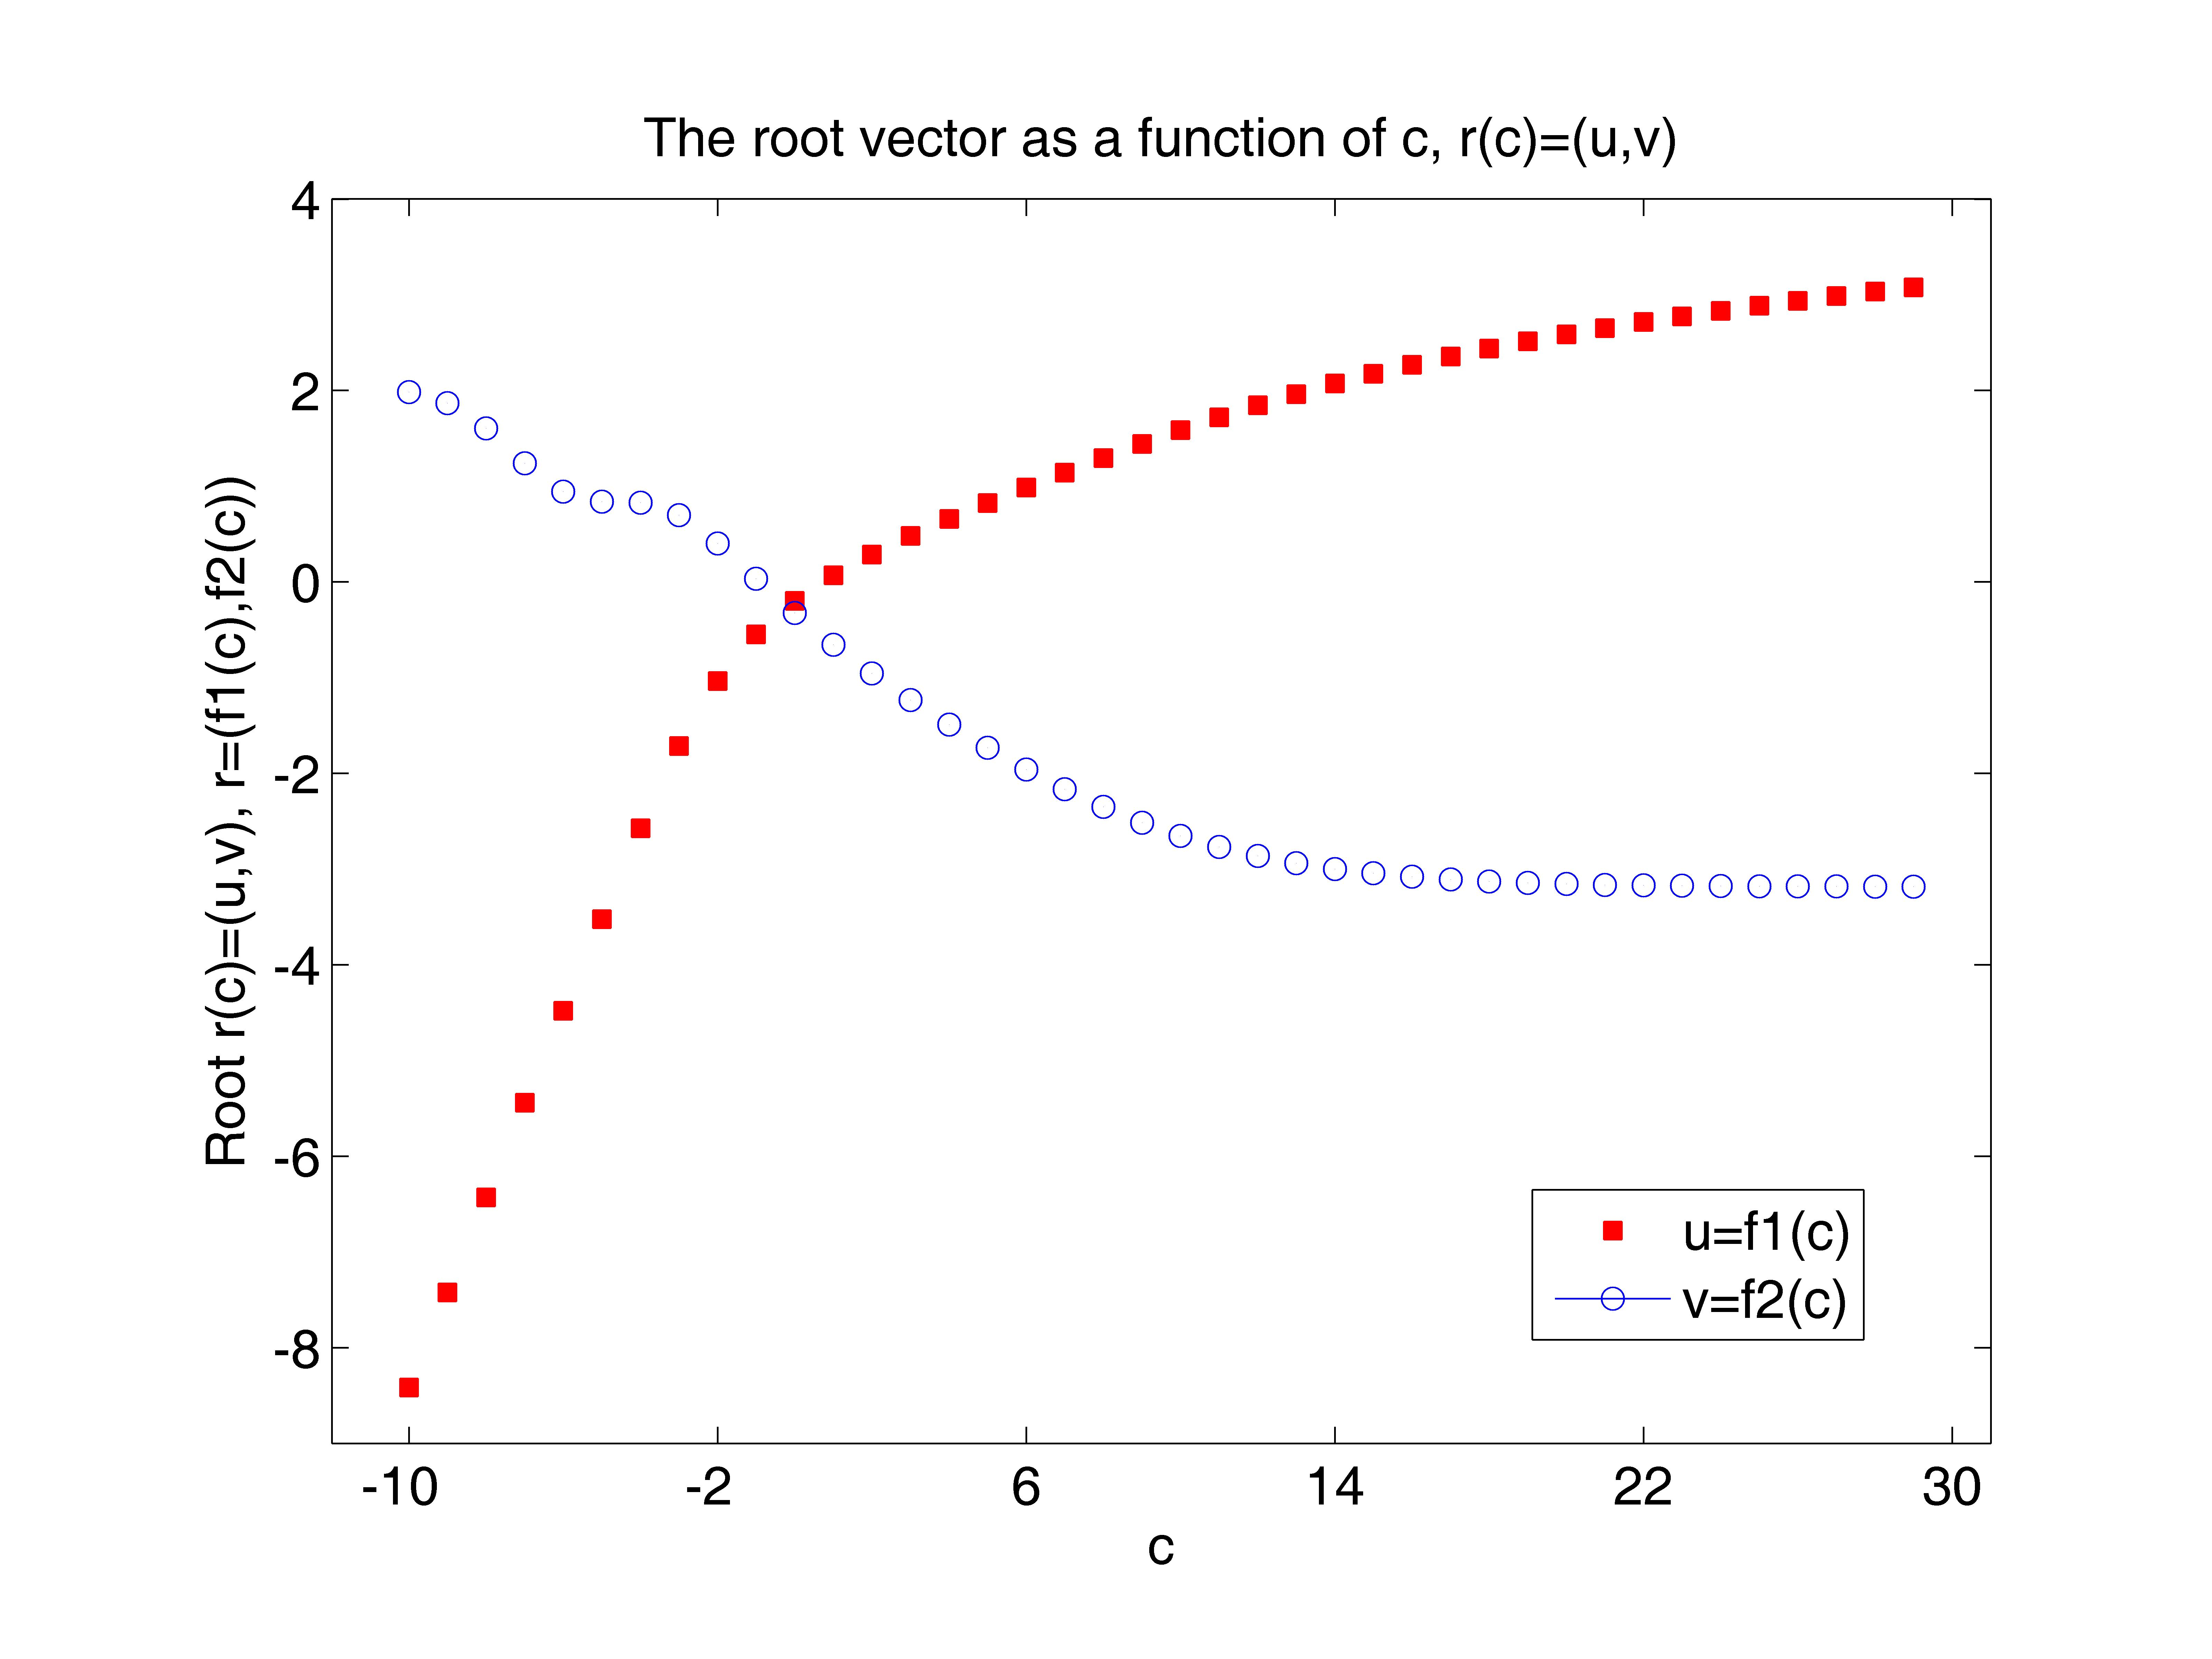 The root vector as a function of c, r(c)=(u,v)
Root r(c)=(u,v), r=(f1(c),f2(c))
4
2
0
-2
-4
-6
-8
u=f1(c)
v=f2(c)
-10
-2
6
14
22
30
c